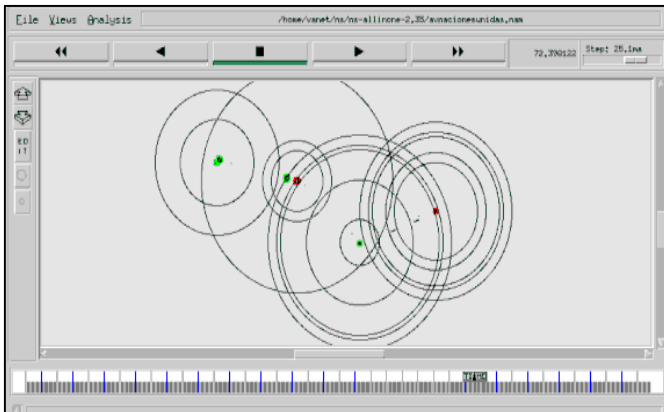 File Views Analysis
/home/vanet/ns/ns-allinone-2,35/avnacionesunidas,nam
72,390122
Step: 25,1ms
ED
IT